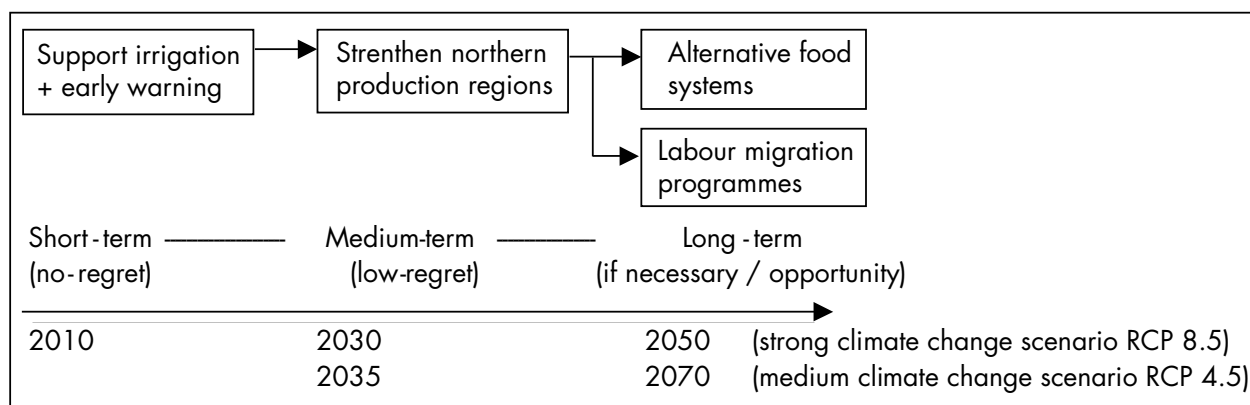 Support irrigation
+ early warning
Strenthen northern
production regions
Alternative food
systems
Labour migration
programmes
Short-term
Medium-term
Long-term
(no-regret)
(low-regret)
(if necessary / opportunity)
2010
2030
2050
(strong climate change scenario RCP 8.5)
2035
2070
(medium climate change scenario RCP 4.5)